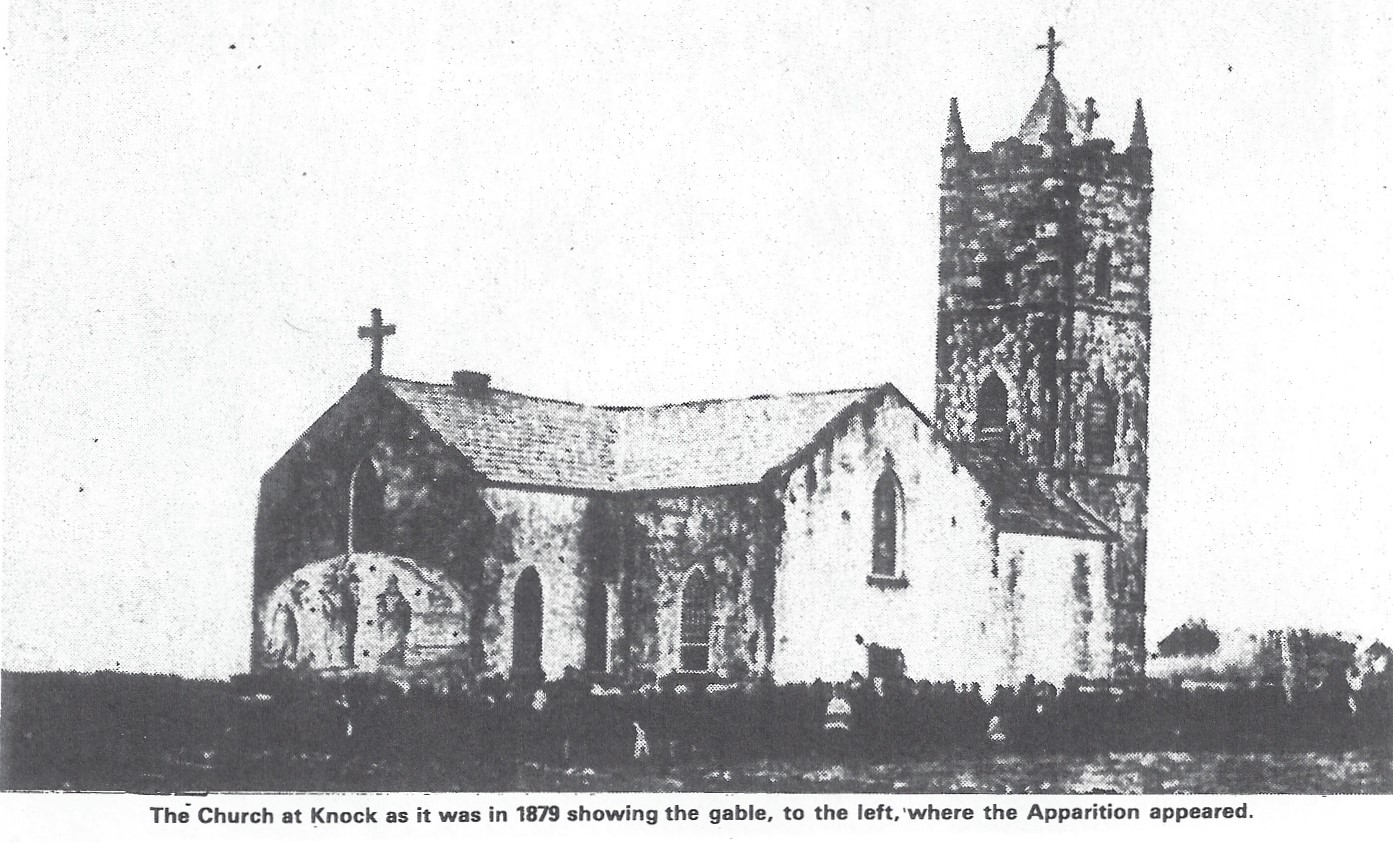 The Church at Knock as it was in 1879 showing the gable, to the left, where the Apparition appeared.